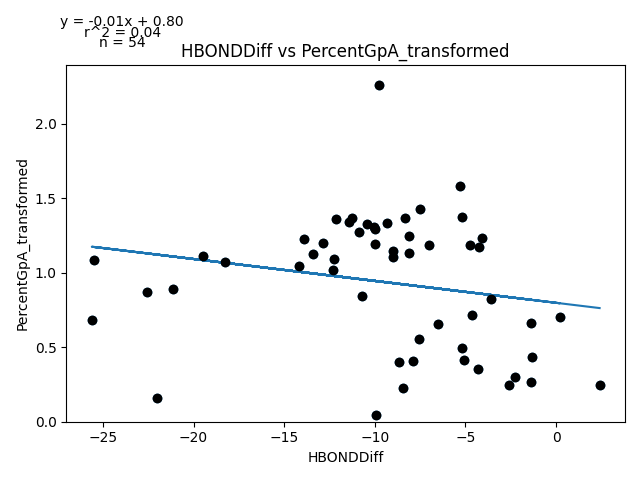 y = -0.01x + 0.80
r^2 = 0.04
n = 54
HBONDDiff vs PercentGpA_transformed
PercentGpA_transformed
2.0
1.5
1.0
0.5
0.0
−25 −20 −15 −10 −5 0
HBONDDiff